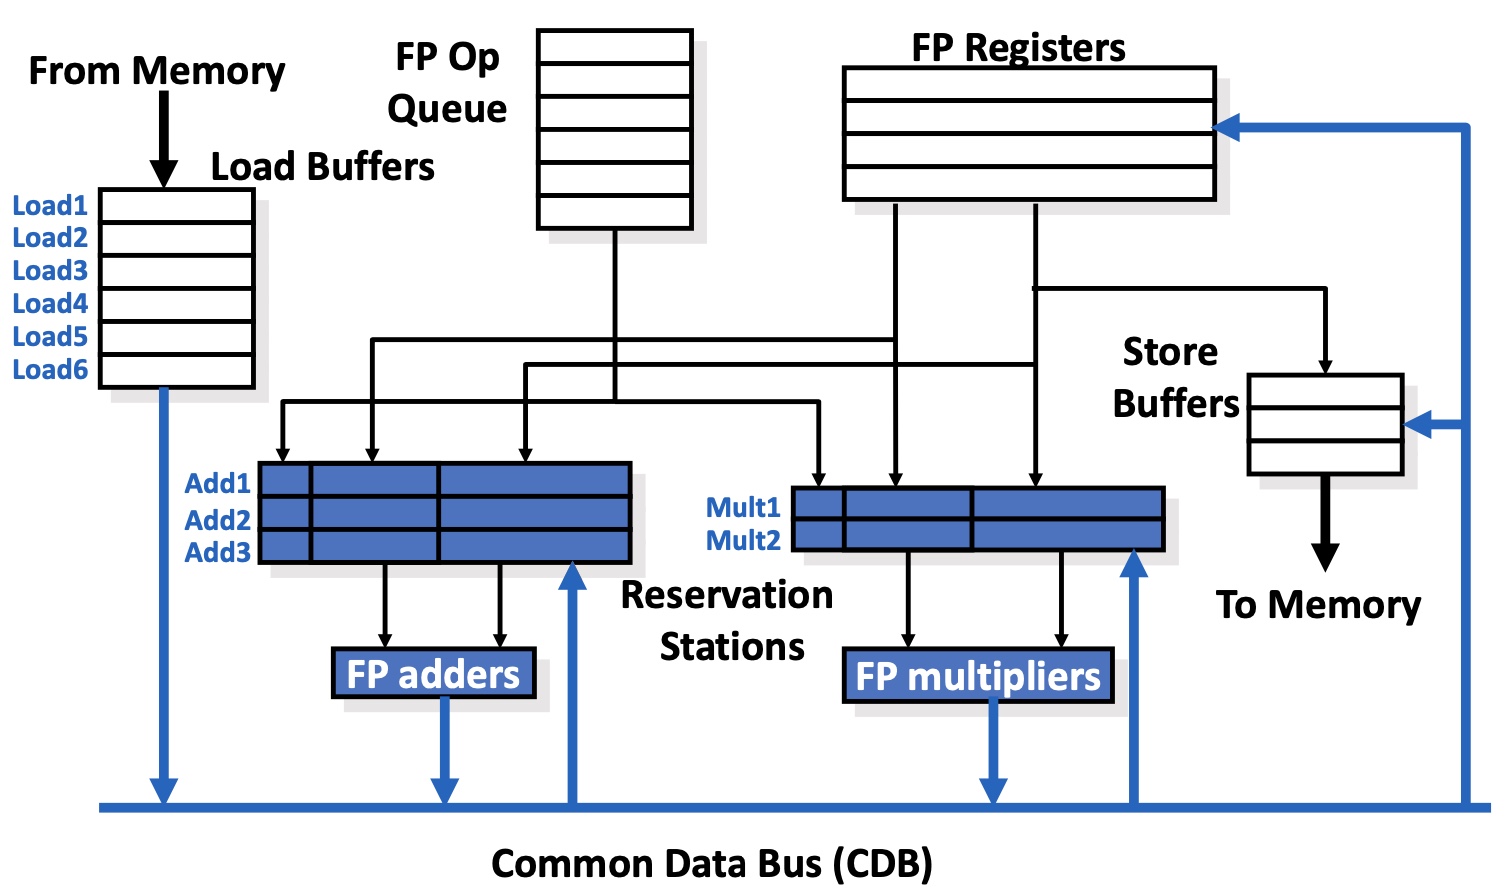 From Memory
FP Op
Queue
FP Registers
Load Buffers
Load1
Load2
Load3
Load4
Load5
Load6
Store
Buffers
Add1
Add2
Add3
Mult1
Mult2
Reservation
Stations
To Memory
FP adders
FP multipliers
Common Data Bus (CDB)